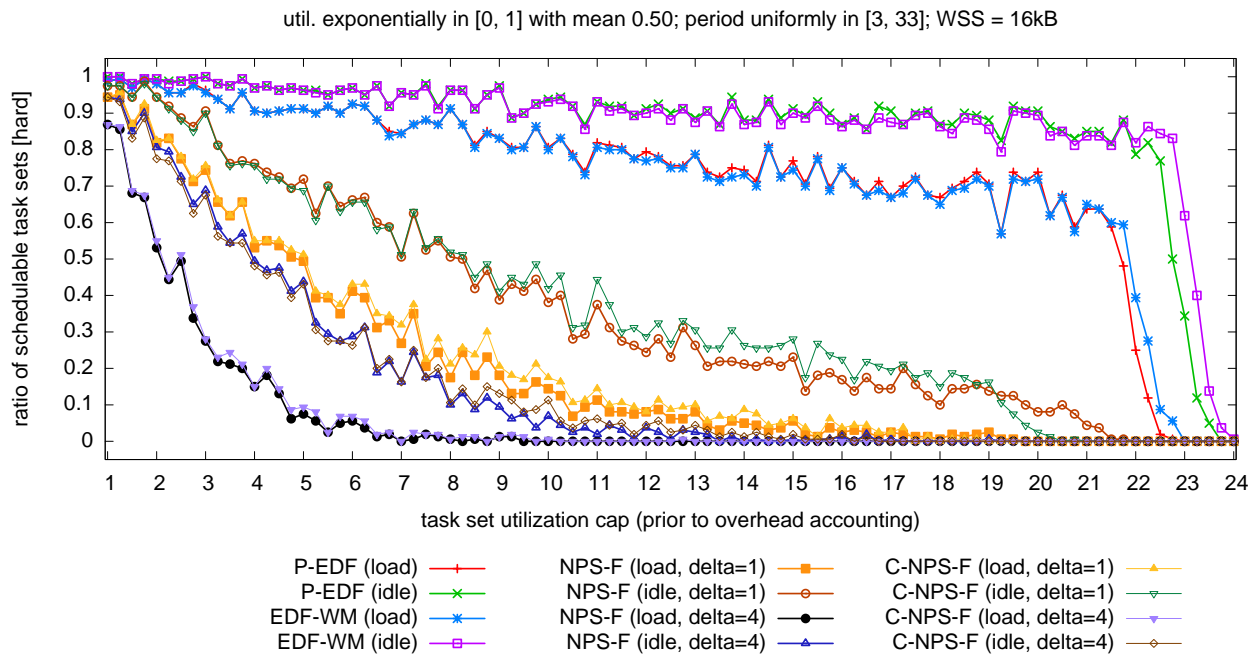 util. exponentially in [0, 1] with mean 0.50; period uniformly in [3, 33]; WSS = 16kB
ratio of schedulable task sets [hard]
1
0.9
0.8
0.7
0.6
0.5
0.4
0.3
0.2
0.1
0
1 2 3 4 5 6 7 8 9 10 11 12 13 14 15 16 17 18 19 20 21 22 23 24
task set utilization cap (prior to overhead accounting)
P-EDF (load) NPS-F (load, delta=1) C-NPS-F (load, delta=1)
P-EDF (idle) NPS-F (idle, delta=1) C-NPS-F (idle, delta=1)
EDF-WM (load) NPS-F (load, delta=4) C-NPS-F (load, delta=4)
EDF-WM (idle) NPS-F (idle, delta=4) C-NPS-F (idle, delta=4)